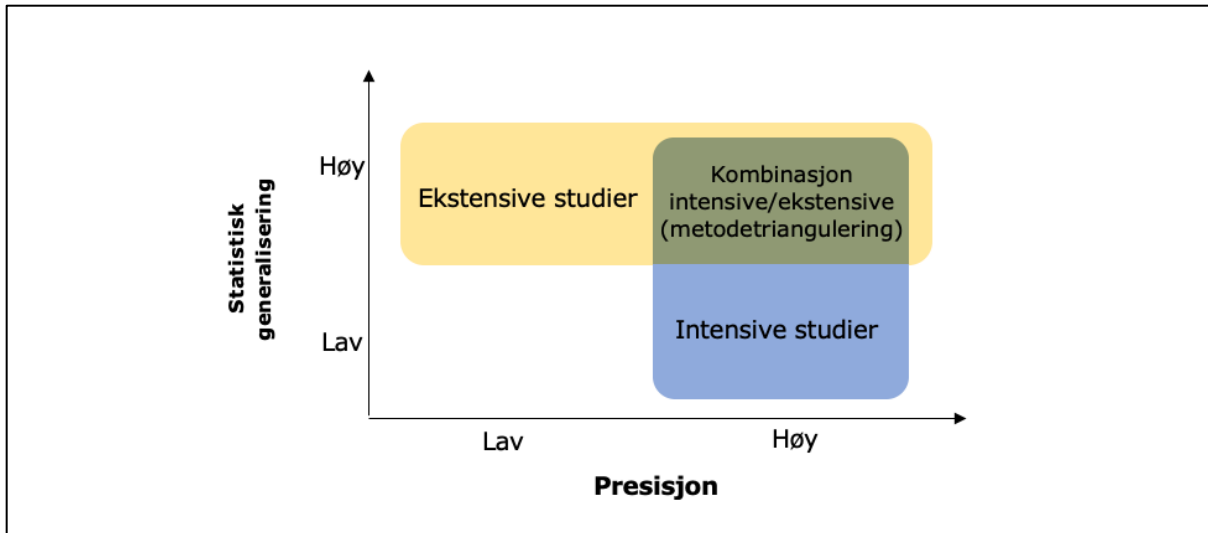 Statistisk
generalisering
Høy
Lav
Ekstensive studier
Kombinasjon
intensive/ekstensive
(metodetriangulering)
Intensive studier
Lav
Høy
Presisjon